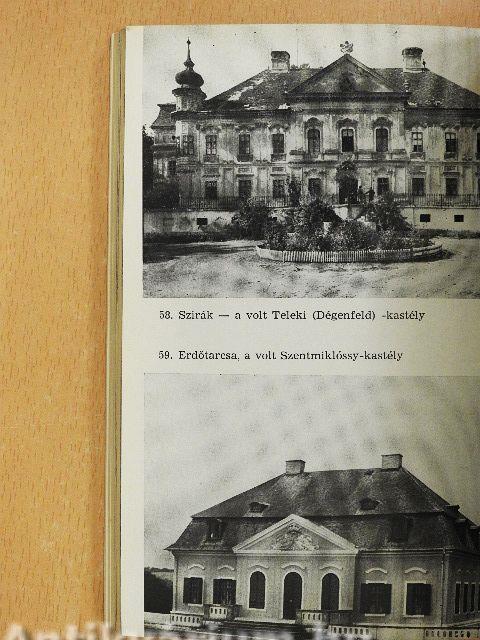 58. Szirák — a volt Teleki (Dégenfeld) -kastély
59. Erdőtarcsa, a volt Szentmiklóssy-kastély